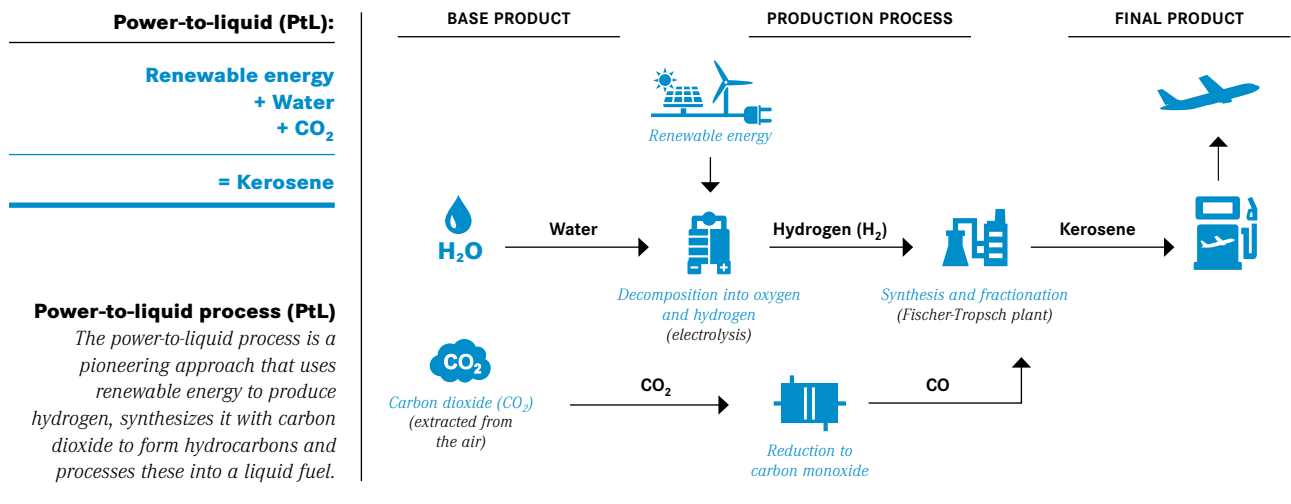 Power-to-liquid (PtL):
Renewable energy
+ Water
+ CO₂
= Kerosene
Power-to-liquid process (PtL)
The power-to-liquid process is a
pioneering approach that uses
renewable energy to produce
hydrogen, synthesizes it with carbon
dioxide to form hydrocarbons and
processes these into a liquid fuel.
BASE PRODUCT
PRODUCTION PROCESS
FINAL PRODUCT
Renewable energy
H₂O
Water
Hydrogen (H₂)
Kerosene
Decomposition into oxygen
and hydrogen
(electrolysis)
Synthesis and fractionation
(Fischer-Tropsch plant)
CO₂
Carbon dioxide (CO₂)
(extracted from
the air)
CO₂
CO
Reduction to
carbon monoxide